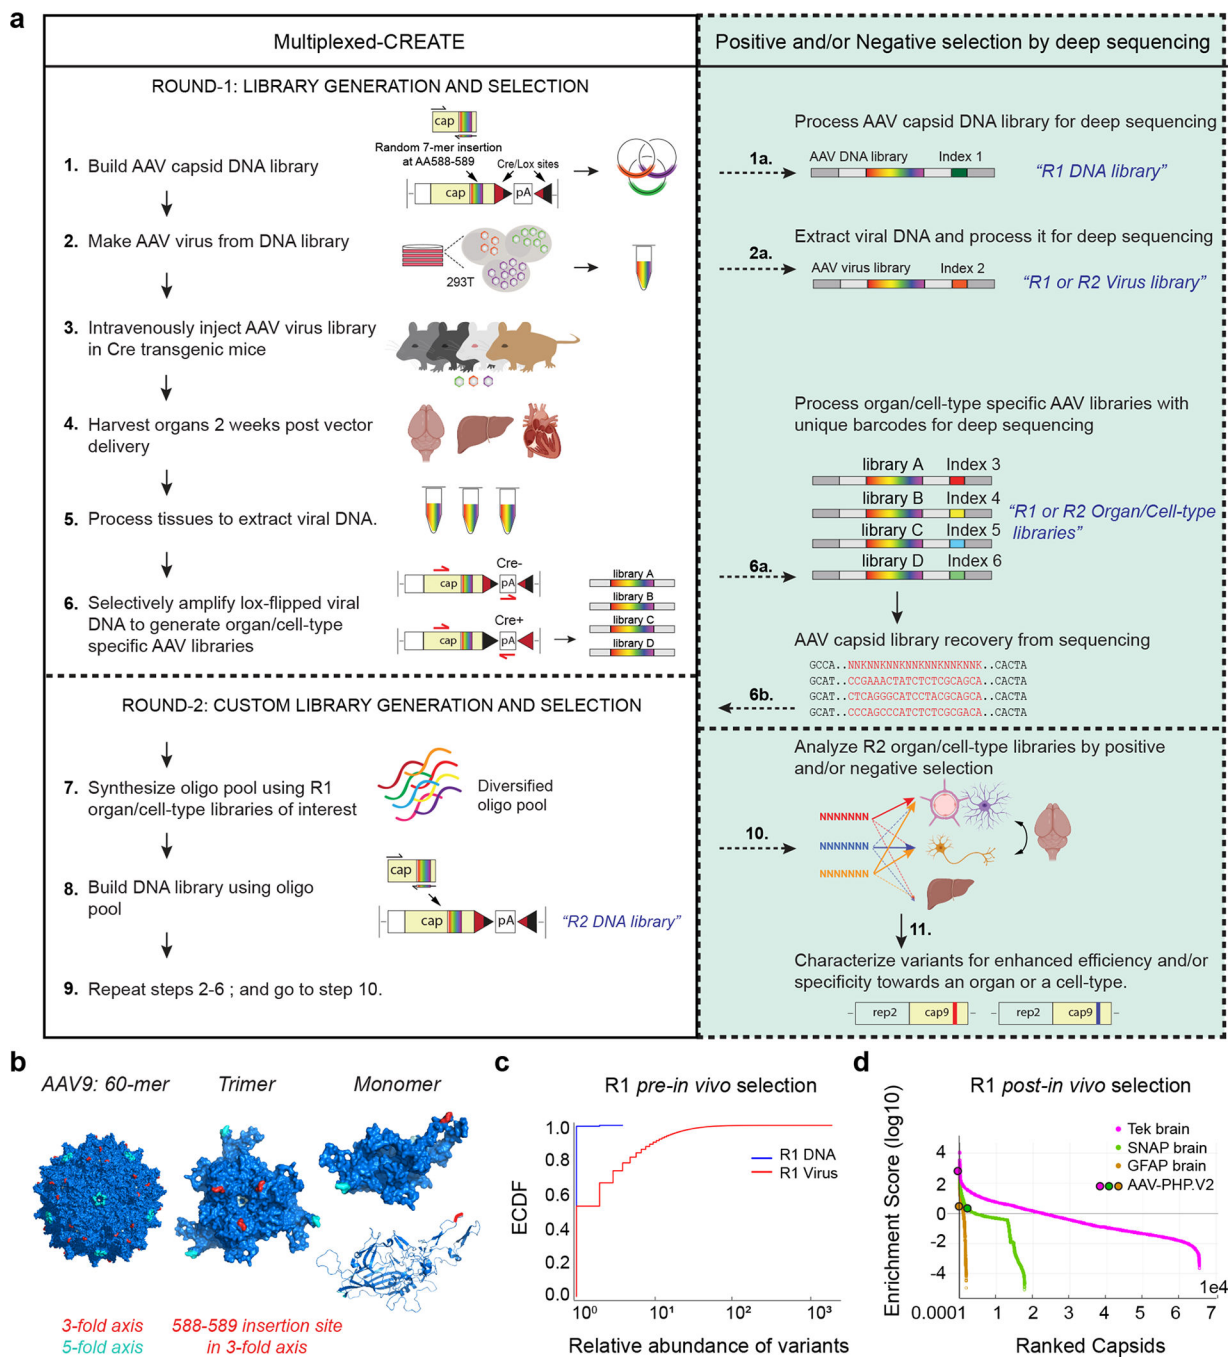 a
Multiplexed-CREATE
Positive and/or Negative selection by deep sequencing
ROUND-1: LIBRARY GENERATION AND SELECTION
cap
Random 7-mer insertion
at AA588-589
Cre/Lox sites
1. Build AAV capsid DNA library
cap
pA
2. Make AAV virus from DNA library
293T
3. Intravenously inject AAV virus library
in Cre transgenic mice
4. Harvest organs 2 weeks post vector
delivery
5. Process tissues to extract viral DNA.
6. Selectively amplify lox-flipped viral
DNA to generate organ/cell-type
specific AAV libraries
Cre-
cap
pA
Cre+
cap
pA
library A
library B
library C
library D
ROUND-2: CUSTOM LIBRARY GENERATION AND SELECTION
7. Synthesize oligo pool using R1
organ/cell-type libraries of interest
Diversified
oligo pool
8. Build DNA library using oligo
pool
cap
cap
pA
“R2 DNA library”
9. Repeat steps 2-6 ; and go to step 10.
Process AAV capsid DNA library for deep sequencing
1a.
AAV DNA library
Index 1
“R1 DNA library”
Extract viral DNA and process it for deep sequencing
2a.
AAV virus library
Index 2
“R1 or R2 Virus library”
Process organ/cell-type specific AAV libraries with
unique barcodes for deep sequencing
library A Index 3
library B Index 4
library C Index 5
library D Index 6
“R1 or R2 Organ/Cell-type
libraries”
6a.
AAV capsid library recovery from sequencing
GCCA..NNKNNKNNKNNKNNKNNKNNK..CACTA
GCAT..CCGAAACTATCTCTCGCAGCA..CACTA
GCAT..CTCAGGGCATCCTACGCAGCA..CACTA
GCAT..CCCAGCCCATCTCTCGCGACA..CACTA
6b.
Analyze R2 organ/cell-type libraries by positive
and/or negative selection
10.
NNNNNNN
NNNNNNN
NNNNNNN
11.
Characterize variants for enhanced efficiency and/or
specificity towards an organ or a cell-type.
rep2 cap9
rep2 cap9
b
AAV9: 60-mer
Trimer
Monomer
3-fold axis
5-fold axis
588-589 insertion site
in 3-fold axis
c
R1 pre-in vivo selection
ECDF
1.0
0.8
0.6
0.4
0.2
0.0
R1 DNA
R1 Virus
10⁰ 10¹ 10² 10³
Relative abundance of variants
d
R1 post-in vivo selection
Enrichment Score (log10)
4
2
0
-2
-4
Tek brain
SNAP brain
GFAP brain
AAV-PHP.V2
1e4
0.0001 1 2 3 4 5 6 7
Ranked Capsids